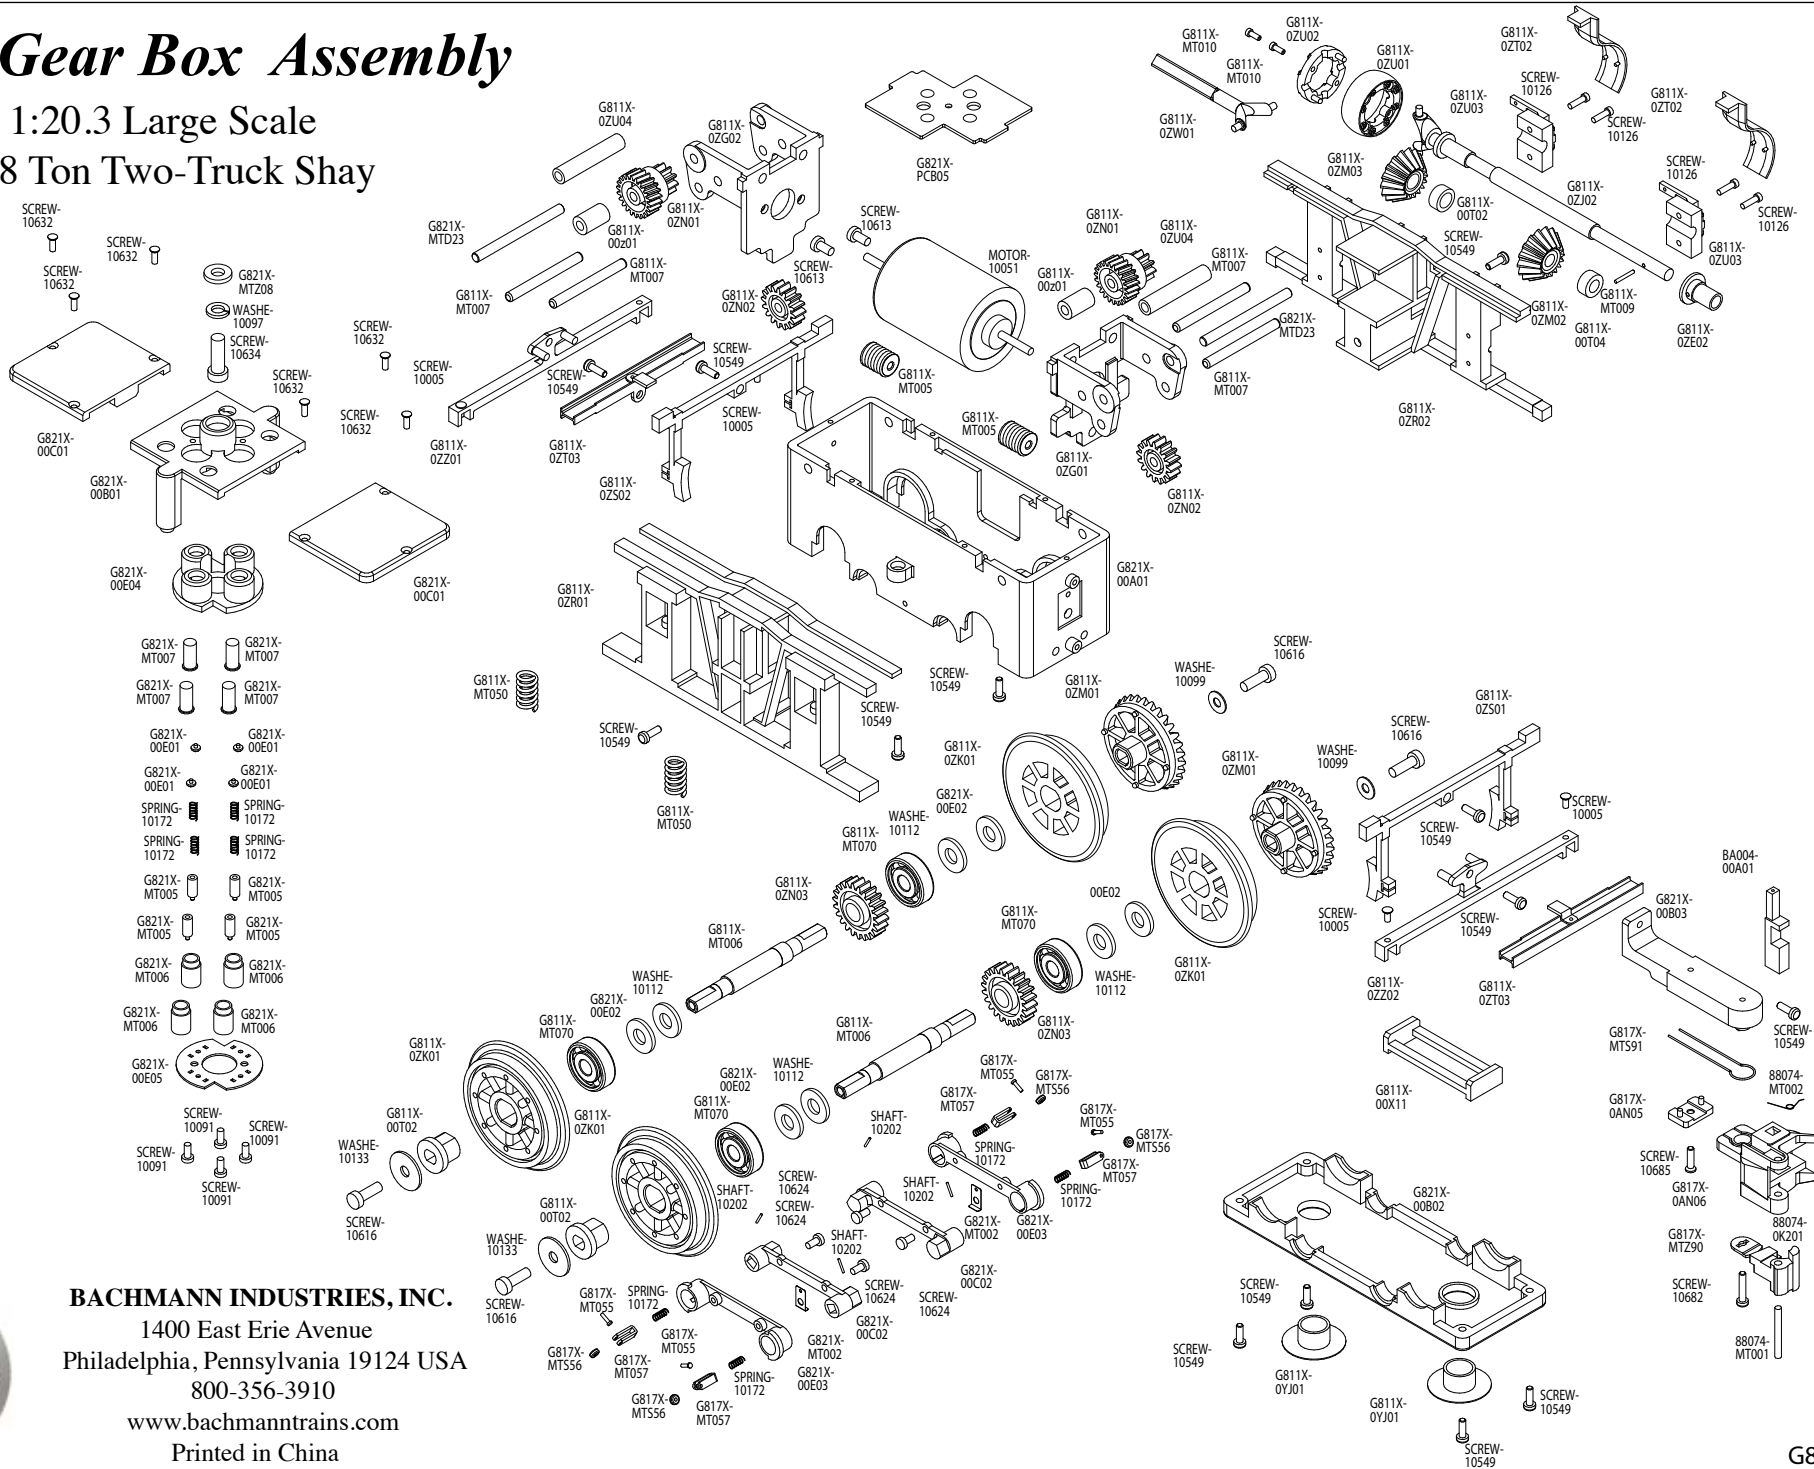 Gear Box Assembly
1:20.3 Large Scale
8 Ton Two-Truck Shay
SCREW-
10632
SCREW-
10632
SCREW-
10632
G821X-
MTZ08
WASHE-
10097
SCREW-
10634
SCREW-
10632
SCREW-
10632
SCREW-
10632
G821X-
00C01
G821X-
00B01
G821X-
00E04
G821X-
00C01
G821X-
MT007
G821X-
MT007
G821X-
MT007
G821X-
MT007
G821X-
00E01
G821X-
00E01
G821X-
00E01
G821X-
00E01
SPRING-
10172
SPRING-
10172
SPRING-
10172
SPRING-
10172
G821X-
MT005
G821X-
MT005
G821X-
MT005
G821X-
MT005
G821X-
MT006
G821X-
MT006
G821X-
MT006
G821X-
MT006
G821X-
00E05
SCREW-
10091
SCREW-
10091
SCREW-
10091
SCREW-
10091
G811X-
0ZU04
G811X-
0ZG02
G821X-
MTD23
G811X-
00z01
G811X-
0ZN01
G811X-
MT007
G811X-
MT007
G811X-
0ZN02
SCREW-
10613
SCREW-
10613
G821X-
PCB05
MOTOR-
10051
SCREW-
10005
SCREW-
10549
SCREW-
10549
SCREW-
10005
G811X-
0ZZ01
G811X-
0ZT03
G811X-
0ZS02
G811X-
MT005
G811X-
MT005
G811X-
00z01
G811X-
0ZN01
G811X-
0ZU04
G811X-
MT007
G821X-
MTD23
G811X-
MT007
G811X-
0ZG01
G811X-
0ZN02
G811X-
MT010
G811X-
MT010
G811X-
0ZU02
G811X-
0ZU01
G811X-
0ZW01
G811X-
0ZU03
G811X-
0ZT02
SCREW-
10126
SCREW-
10126
G811X-
0ZT02
SCREW-
10126
SCREW-
10126
G811X-
0ZM03
G811X-
00T02
SCREW-
10549
G811X-
0ZJ02
G811X-
0ZU03
G811X-
0ZM02
G811X-
00T04
G811X-
MT009
G811X-
0ZE02
G811X-
0ZR02
G811X-
0ZR01
G821X-
00A01
G811X-
MT050
SCREW-
10549
G811X-
MT050
SCREW-
10549
SCREW-
10549
G811X-
0ZM01
WASHE-
10099
SCREW-
10616
G811X-
0ZK01
G821X-
00E02
WASHE-
10112
G811X-
MT070
G811X-
0ZN03
G811X-
MT006
WASHE-
10112
G821X-
00E02
G811X-
MT070
G811X-
0ZK01
G811X-
0ZM01
WASHE-
10099
SCREW-
10616
G811X-
0ZS01
SCREW-
10549
SCREW-
10005
SCREW-
10005
SCREW-
10549
G811X-
0ZZ02
G811X-
0ZT03
G821X-
00B03
BA004-
00A01
SCREW-
10549
00E02
G811X-
MT070
WASHE-
10112
G811X-
0ZK01
G811X-
0ZN03
G811X-
MT006
WASHE-
10112
G821X-
00E02
G811X-
MT070
G811X-
0ZK01
G811X-
00T02
WASHE-
10133
SCREW-
10616
G811X-
00T02
WASHE-
10133
SCREW-
10616
SHAFT-
10202
SCREW-
10624
SCREW-
10624
SHAFT-
10202
SHAFT-
10202
SHAFT-
10202
G817X-
MT055
G817X-
MTS56
G817X-
MT057
SPRING-
10172
G817X-
MT055
G817X-
MTS56
G817X-
MT057
SPRING-
10172
G821X-
MT002
G821X-
00E03
G821X-
00C02
SCREW-
10624
SCREW-
10624
G821X-
00C02
G821X-
MT002
G821X-
00E03
G817X-
MT055
SPRING-
10172
G817X-
MTS56
G817X-
MT057
G817X-
MT055
SPRING-
10172
G817X-
MTS56
G817X-
MT057
G811X-
00X11
G817X-
MTS91
88074-
MT002
G817X-
0AN05
SCREW-
10685
G817X-
0AN06
88074-
0K201
G817X-
MTZ90
SCREW-
10682
88074-
MT001
G821X-
00B02
SCREW-
10549
SCREW-
10549
G811X-
0YJ01
G811X-
0YJ01
SCREW-
10549
SCREW-
10549
BACHMANN INDUSTRIES, INC.
1400 East Erie Avenue
Philadelphia, Pennsylvania 19124 USA
800-356-3910
www.bachmanntrains.com
Printed in China
G8